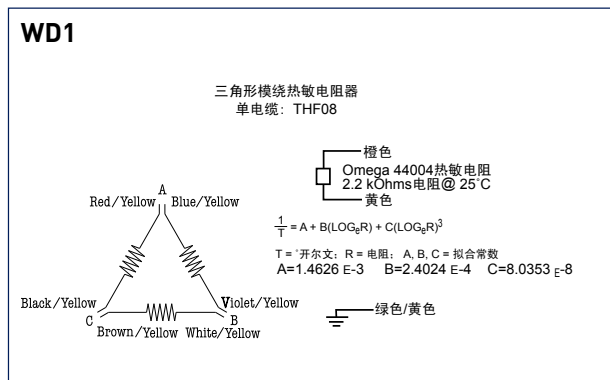 WD1
三角形模绕热敏电阻器
单电缆：THF08
橙色
Omega 44004热敏电阻
2.2 kOhms电阻@ 25°C
黄色
A
Red/Yellow Blue/Yellow
1/T = A + B(LOGeR) + C(LOGeR)³
T = °开尔文; R = 电阻; A, B, C = 拟合常数
A=1.4626 E-3 B=2.4024 E-4 C=8.0353 E-8
Black/Yellow Violet/Yellow
C B
Brown/Yellow White/Yellow
绿色/黄色